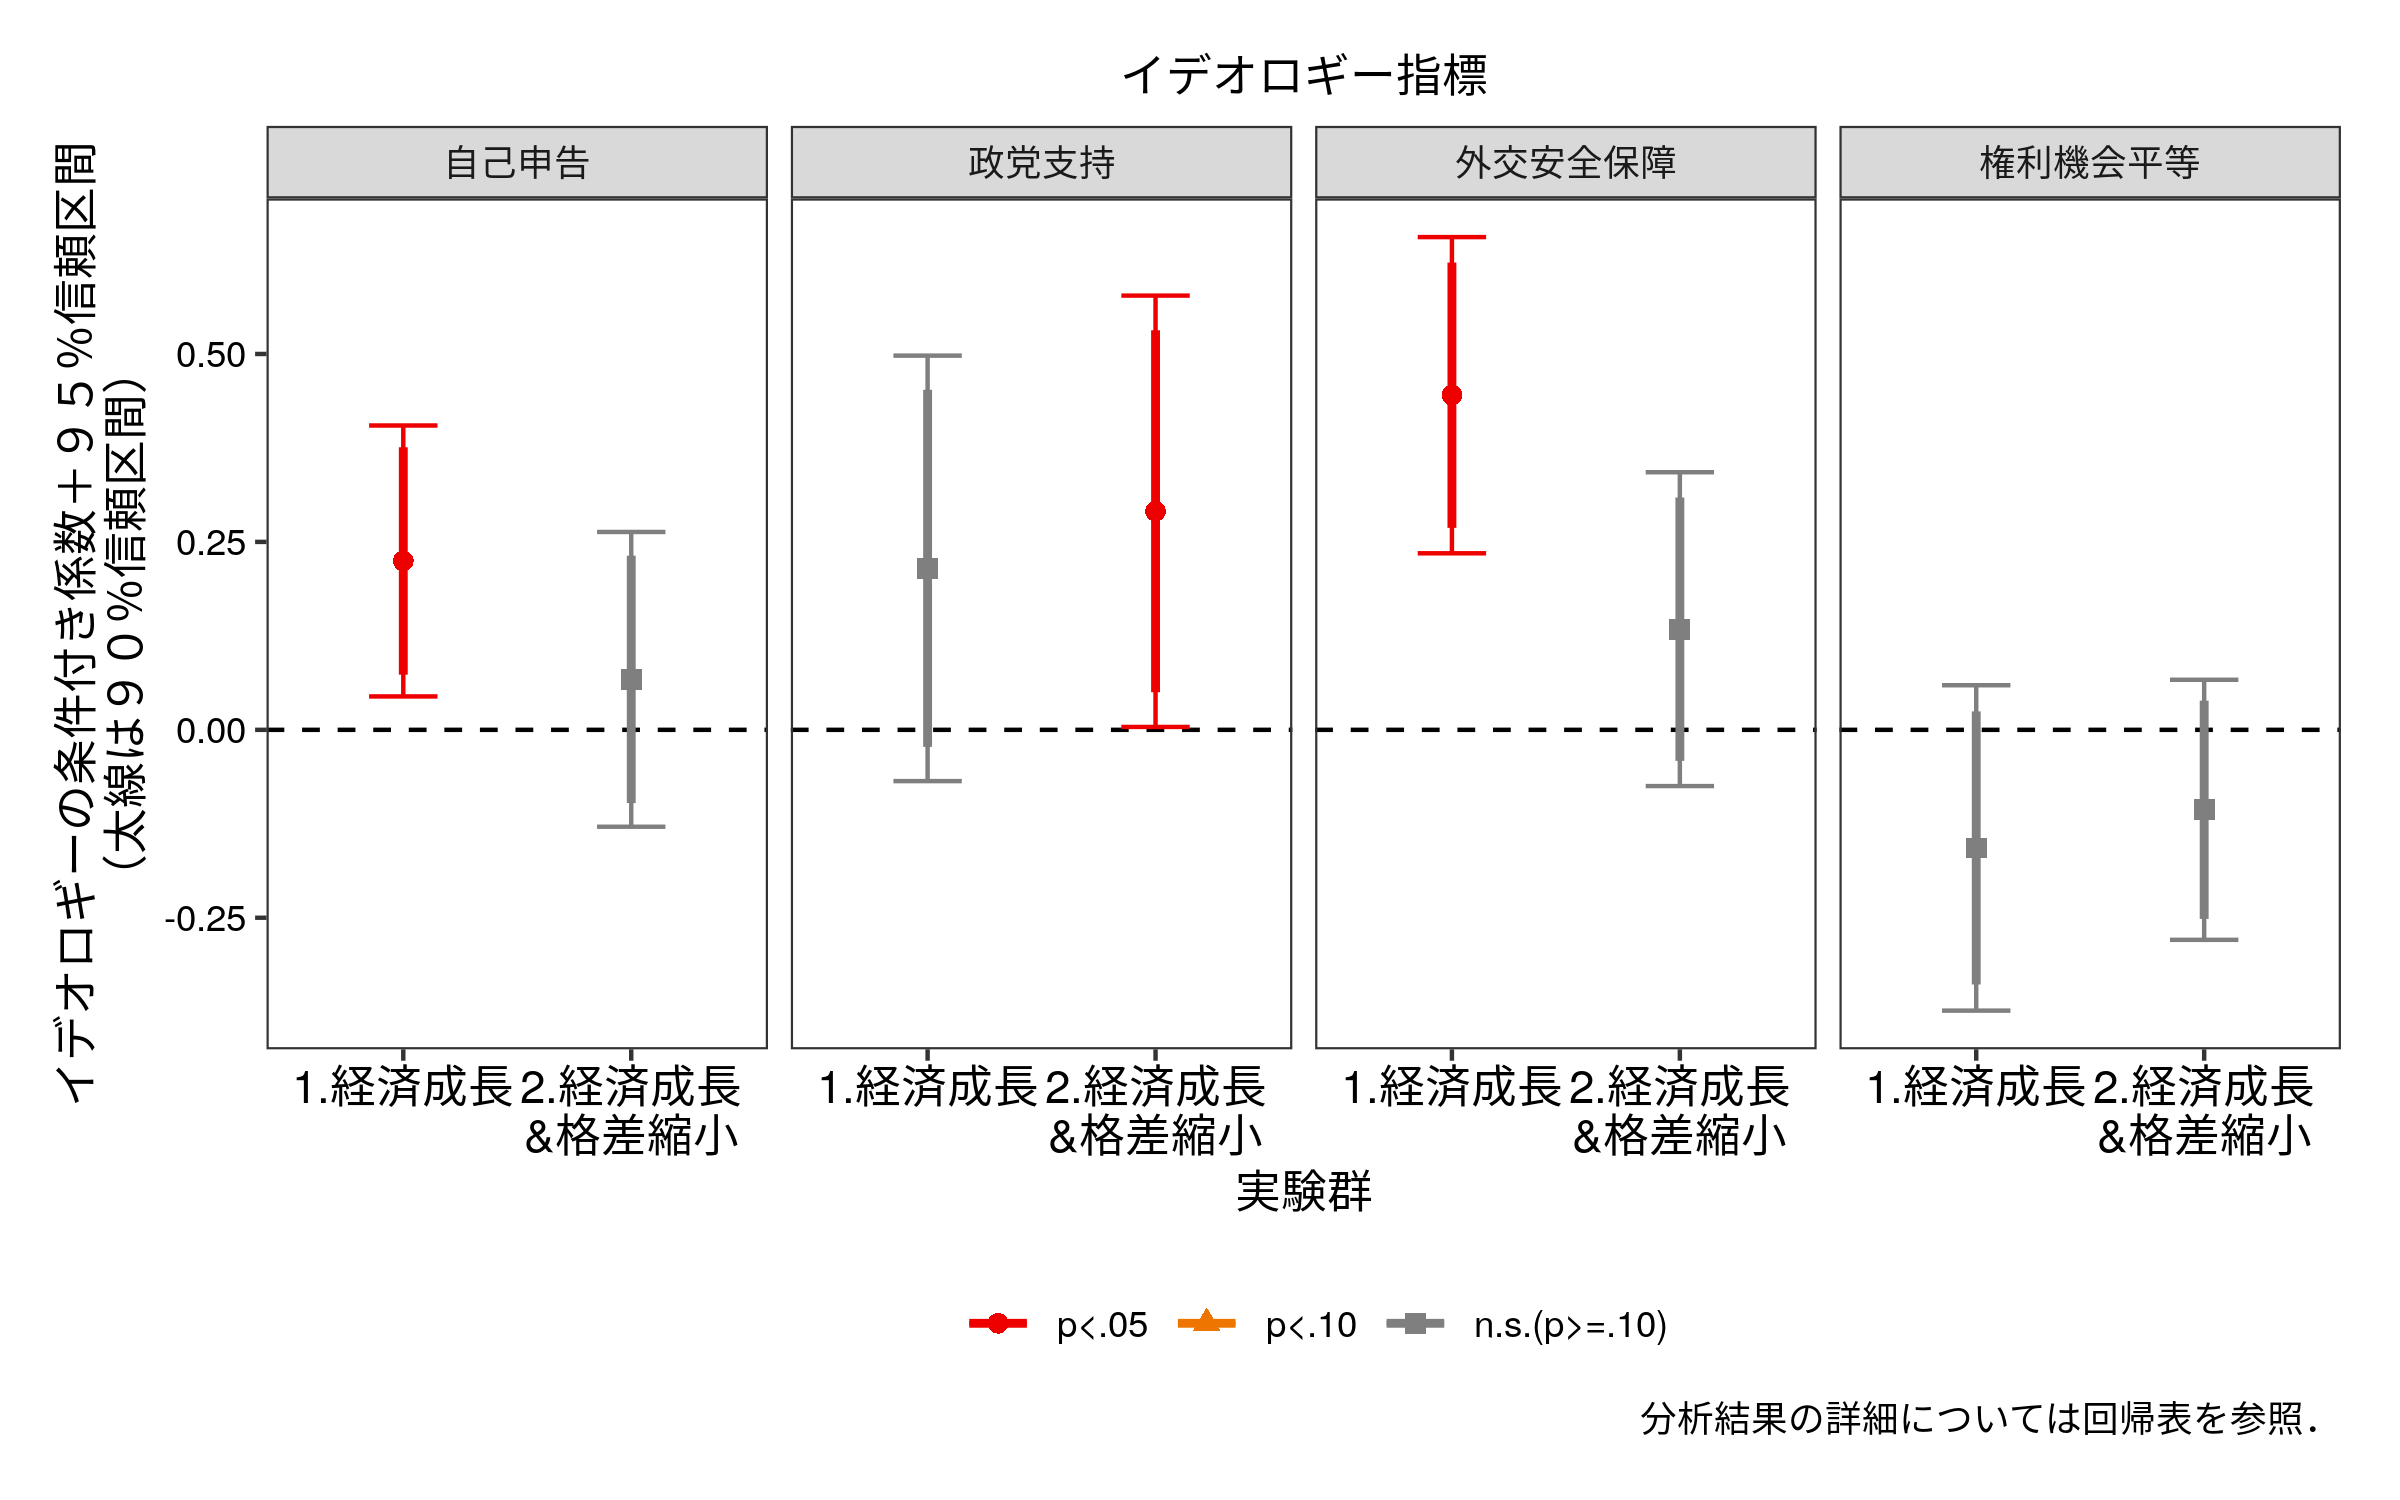 イデオロギー指標
自己申告
政党支持
外交安全保障
権利機会平等
イデオロギーの条件付き係数＋９５％信頼区間
（太線は９０％信頼区間）
0.50
0.25
0.00
-0.25
1.経済成長
2.経済成長
&格差縮小
1.経済成長
2.経済成長
&格差縮小
1.経済成長
2.経済成長
&格差縮小
1.経済成長
2.経済成長
&格差縮小
実験群
p<.05
p<.10
n.s.(p>=.10)
分析結果の詳細については回帰表を参照．